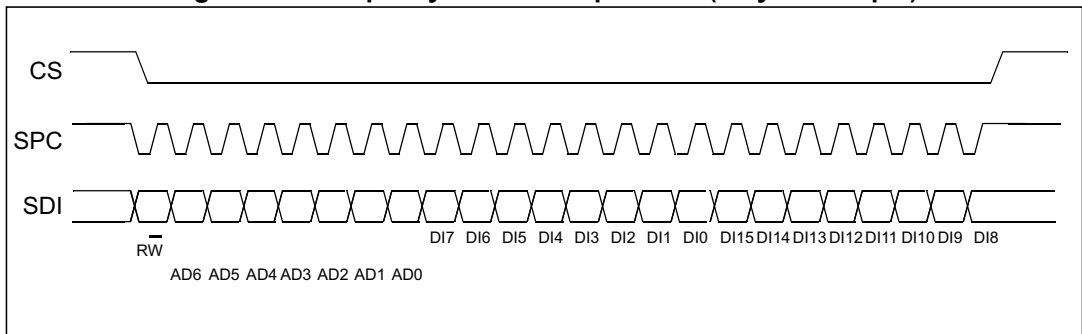 CS
SPC
SDI
RW
DI7 DI6 DI5 DI4 DI3 DI2 DI1 DI0 DI15 DI14 DI13 DI12 DI11 DI10 DI9 DI8
AD6 AD5 AD4 AD3 AD2 AD1 AD0